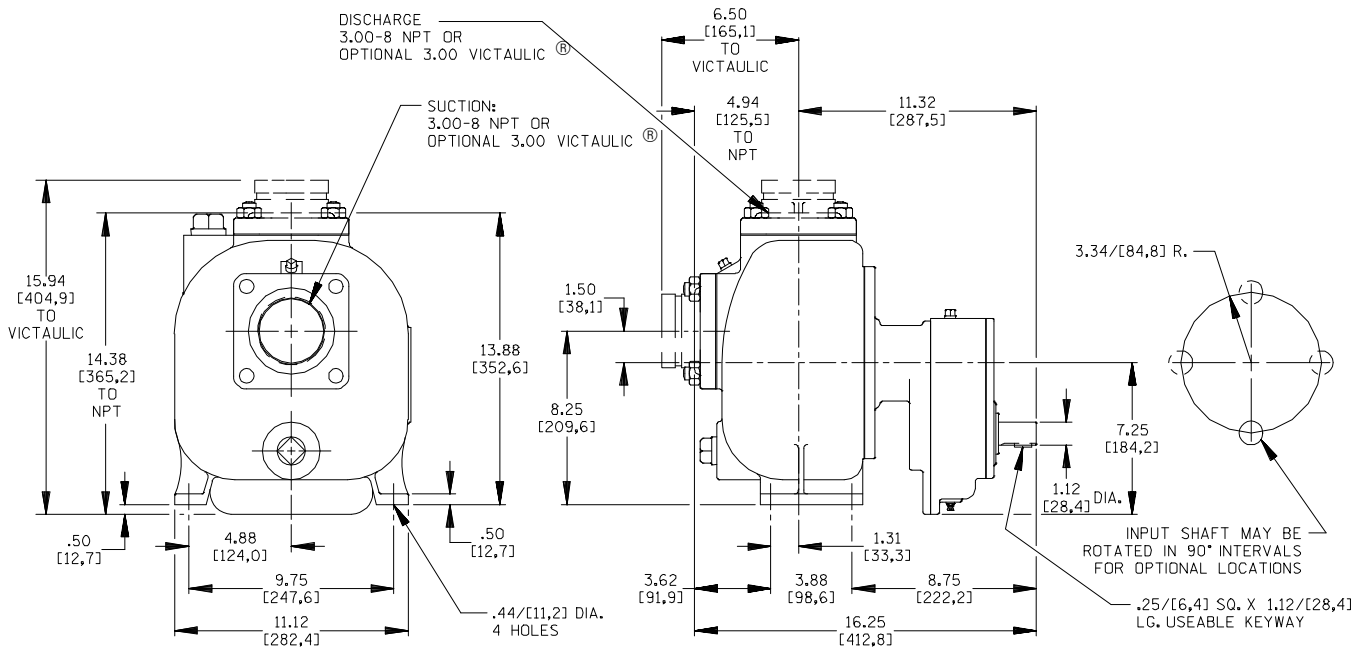 DISCHARGE
3.00-8 NPT OR
OPTIONAL 3.00 VICTAULIC ®
SUCTION:
3.00-8 NPT OR
OPTIONAL 3.00 VICTAULIC ®
6.50
[165,1]
TO
VICTAULIC
4.94
[125,5]
TO
NPT
11.32
[287,5]
15.94
[404,9]
TO
VICTAULIC
14.38
[365,2]
TO
NPT
13.88
[352,6]
.50
[12,7]
4.88
[124,0]
.50
[12,7]
9.75
[247,6]
11.12
[282,4]
.44/[11,2] DIA.
4 HOLES
1.50
[38,1]
8.25
[209,6]
1.31
[33,3]
3.62
[91,9]
3.88
[98,6]
8.75
[222,2]
16.25
[412,8]
7.25
[184,2]
1.12
[28,4] DIA.
3.34/[84,8] R.
INPUT SHAFT MAY BE
ROTATED IN 90° INTERVALS
FOR OPTIONAL LOCATIONS
.25/[6,4] SQ. X 1.12/[28,4]
LG. USEABLE KEYWAY